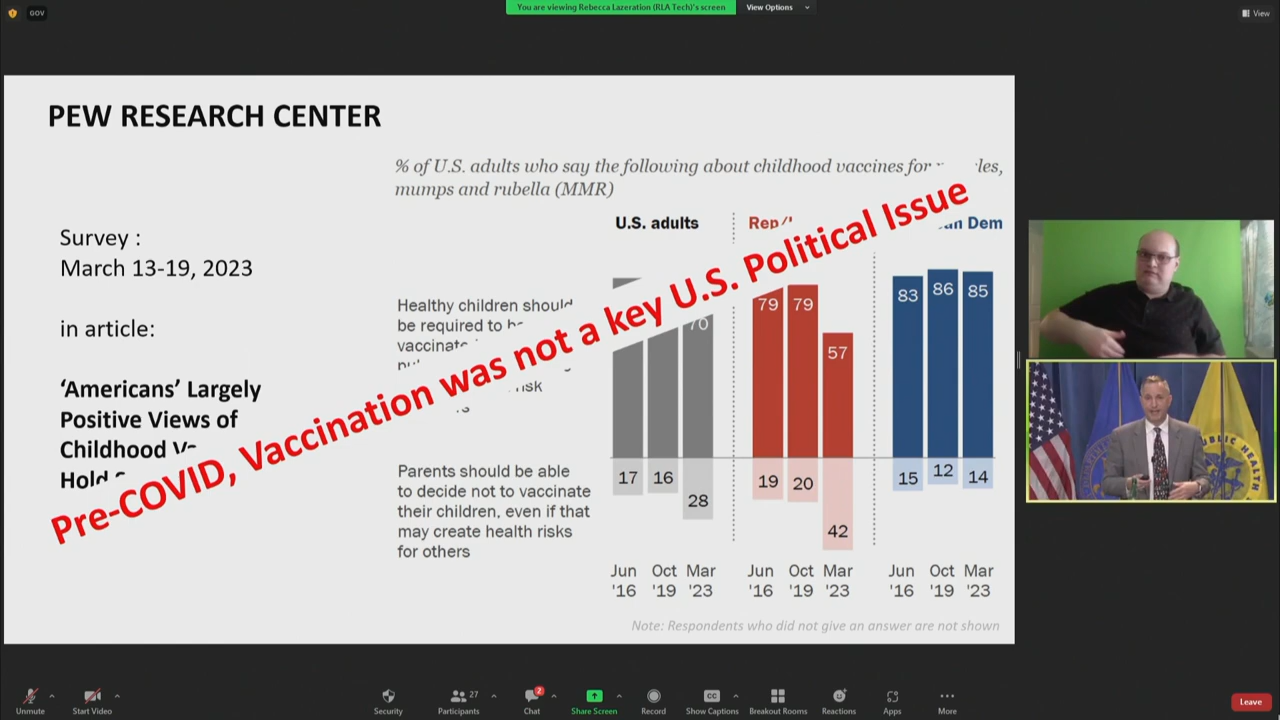 GOV
You are viewing Rebecca Lazeration (RLA Tech)'s screen
View Options
View
PEW RESEARCH CENTER
% of U.S. adults who say the following about childhood vaccines for
mumps and rubella (MMR)
Survey :
March 13-19, 2023
in article:
'Americans' Largely
Positive Views of
Childhood
Pre-COVID, Vaccination was not a key U.S. Political Issue
U.S. adults
Dem
Healthy children should
be required to
70
79 79 57
83 86 85
risk
Parents should be able
to decide not to vaccinate
their children, even if that
may create health risks
for others
17 16 28
19 20 42
15 12 14
Jun Oct Mar Jun Oct Mar Jun Oct Mar
'16 '19 '23 '16 '19 '23 '16 '19 '23
Note: Respondents who did not give an answer are not shown
PUBLIC HEALTH
Unmute
Start Video
Security
Participants
27
Chat
2
Share Screen
Record
CC
Show Captions
Breakout Rooms
Reactions
Apps
More
Leave